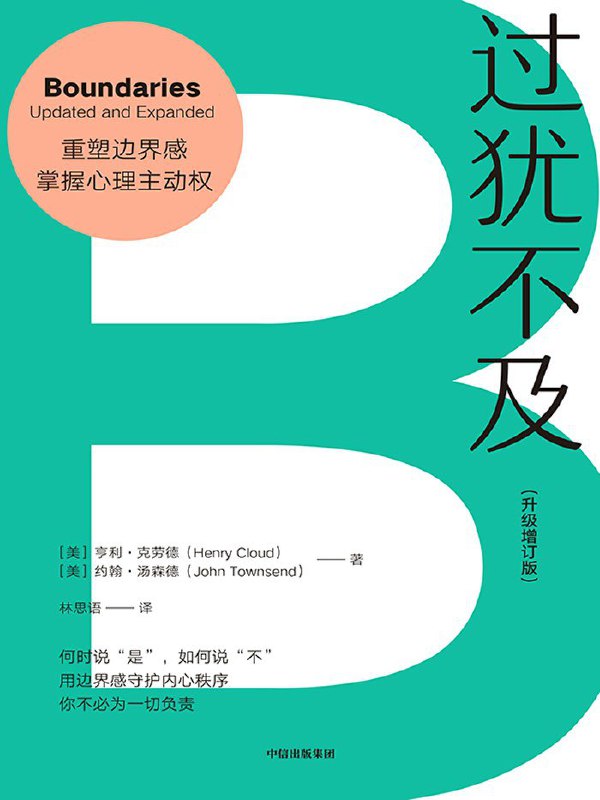 Boundaries
Updated and Expanded
重塑边界感
掌握心理主动权
过犹不及
（升级增订版）
［美］亨利·克劳德（Henry Cloud）
［美］约翰·汤森德（John Townsend）
——著
林思语——译
何时说“是”，如何说“不”
用边界感守护内心秩序
你不必为一切负责
中信出版集团